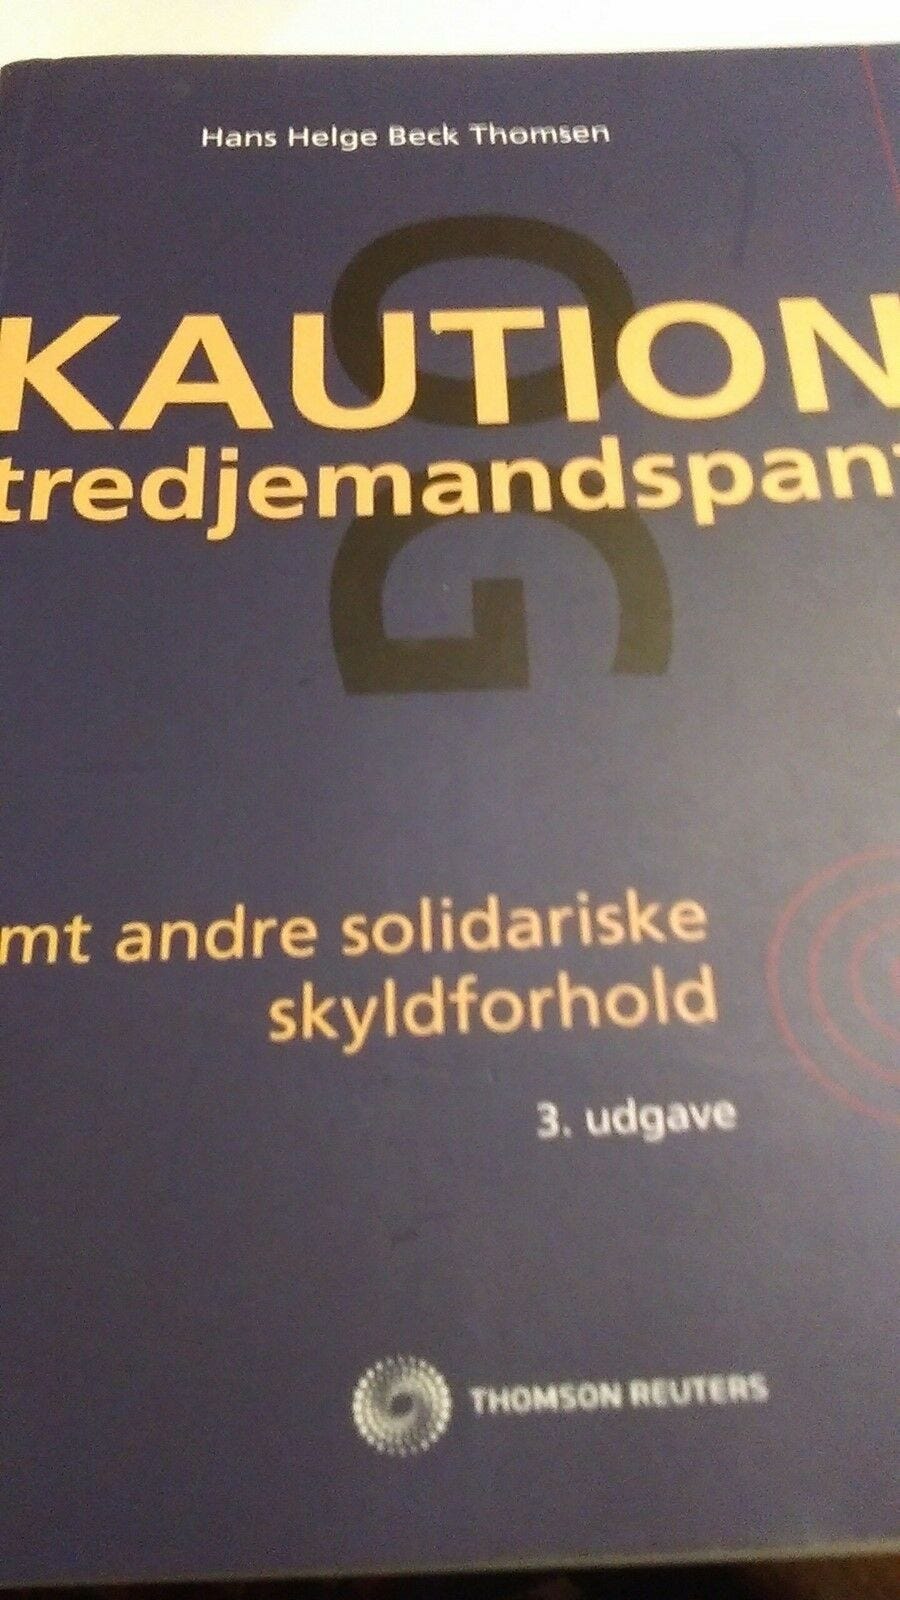 Hans Helge Beck Thomsen
KAUTION
OG
tredjemandspant
mt andre solidariske
skyldforhold
3. udgave
THOMSON REUTERS